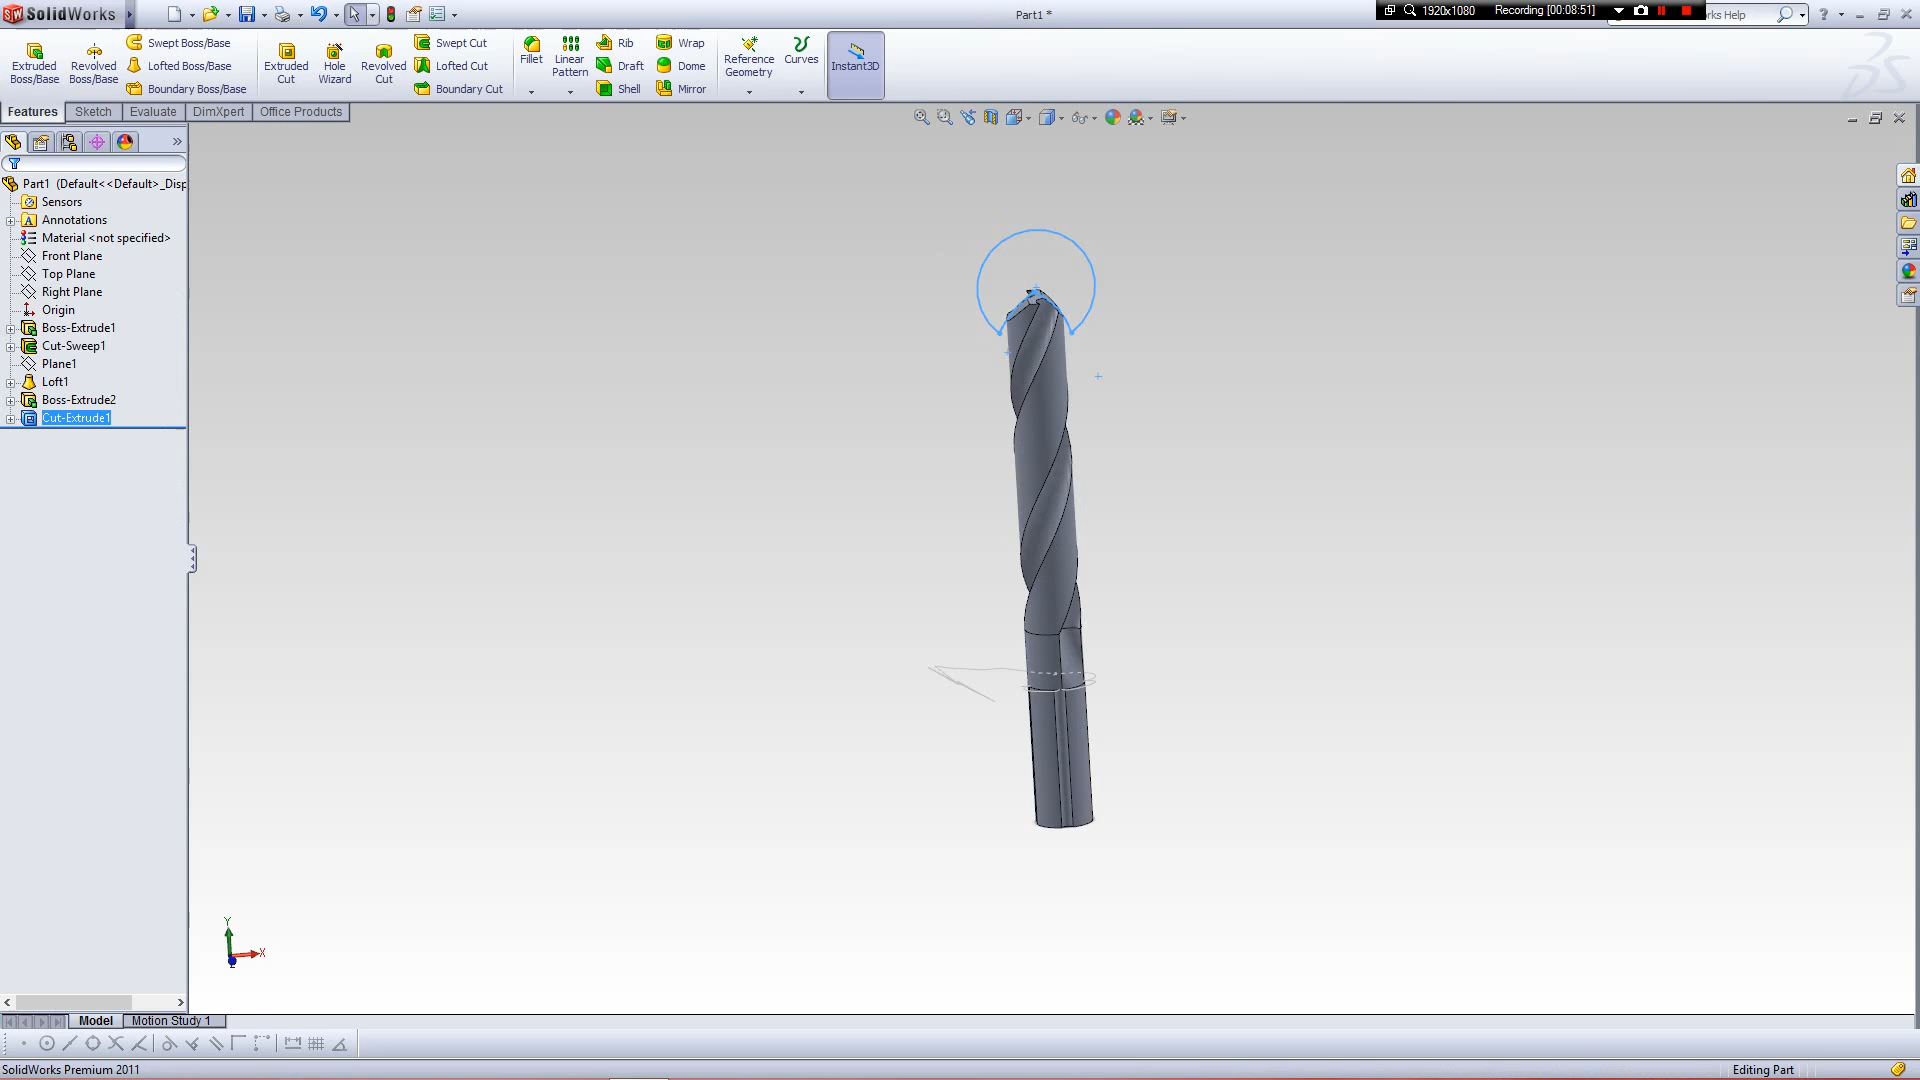 SolidWorks
Part1 *
1920x1080
Recording [00:08:51]
rks Help
Extruded Boss/Base
Revolved Boss/Base
Swept Boss/Base
Lofted Boss/Base
Boundary Boss/Base
Extruded Cut
Hole Wizard
Revolved Cut
Swept Cut
Lofted Cut
Boundary Cut
Fillet
Linear Pattern
Rib
Draft
Shell
Wrap
Dome
Mirror
Reference Geometry
Curves
Instant3D
Features
Sketch
Evaluate
DimXpert
Office Products
Part1 (Default<<Default>_Disp
Sensors
Annotations
Material <not specified>
Front Plane
Top Plane
Right Plane
Origin
Boss-Extrude1
Cut-Sweep1
Plane1
Loft1
Boss-Extrude2
Cut-Extrude1
Y
X
Z
Model
Motion Study 1
SolidWorks Premium 2011
Editing Part